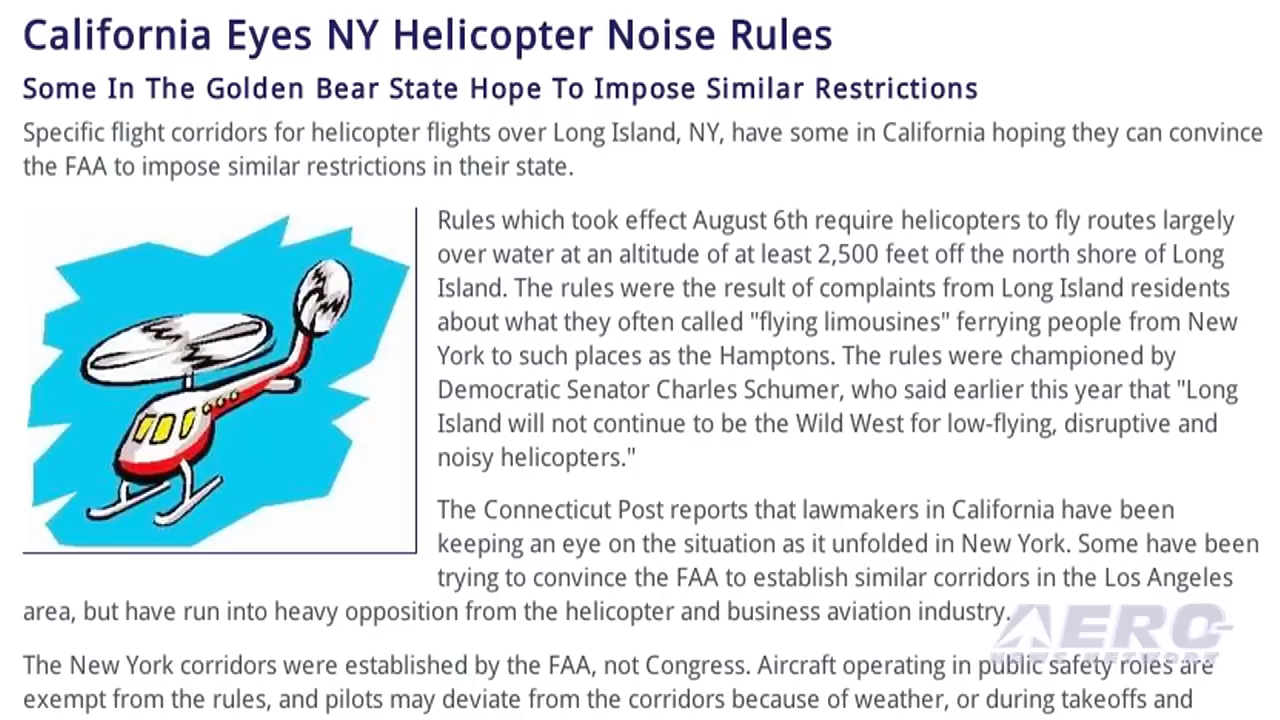 California Eyes NY Helicopter Noise Rules
Some In The Golden Bear State Hope To Impose Similar Restrictions
Specific flight corridors for helicopter flights over Long Island, NY, have some in California hoping they can convince
the FAA to impose similar restrictions in their state.
Rules which took effect August 6th require helicopters to fly routes largely
over water at an altitude of at least 2,500 feet off the north shore of Long
Island. The rules were the result of complaints from Long Island residents
about what they often called "flying limousines" ferrying people from New
York to such places as the Hamptons. The rules were championed by
Democratic Senator Charles Schumer, who said earlier this year that "Long
Island will not continue to be the Wild West for low-flying, disruptive and
noisy helicopters."
The Connecticut Post reports that lawmakers in California have been
keeping an eye on the situation as it unfolded in New York. Some have been
trying to convince the FAA to establish similar corridors in the Los Angeles
area, but have run into heavy opposition from the helicopter and business aviation industry.
AERO
NEWS NETWORK
The New York corridors were established by the FAA, not Congress. Aircraft operating in public safety roles are
exempt from the rules, and pilots may deviate from the corridors because of weather, or during takeoffs and